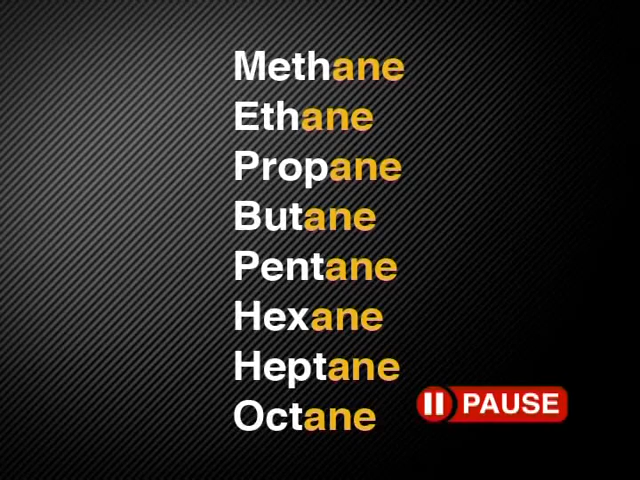 Methane
Ethane
Propane
Butane
Pentane
Hexane
Heptane
Octane
PAUSE